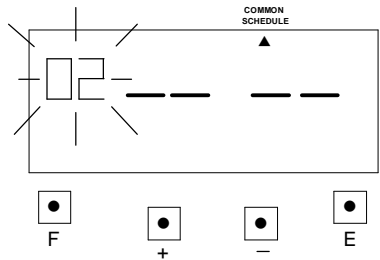 COMMON
SCHEDULE
02 -- --
F + - E